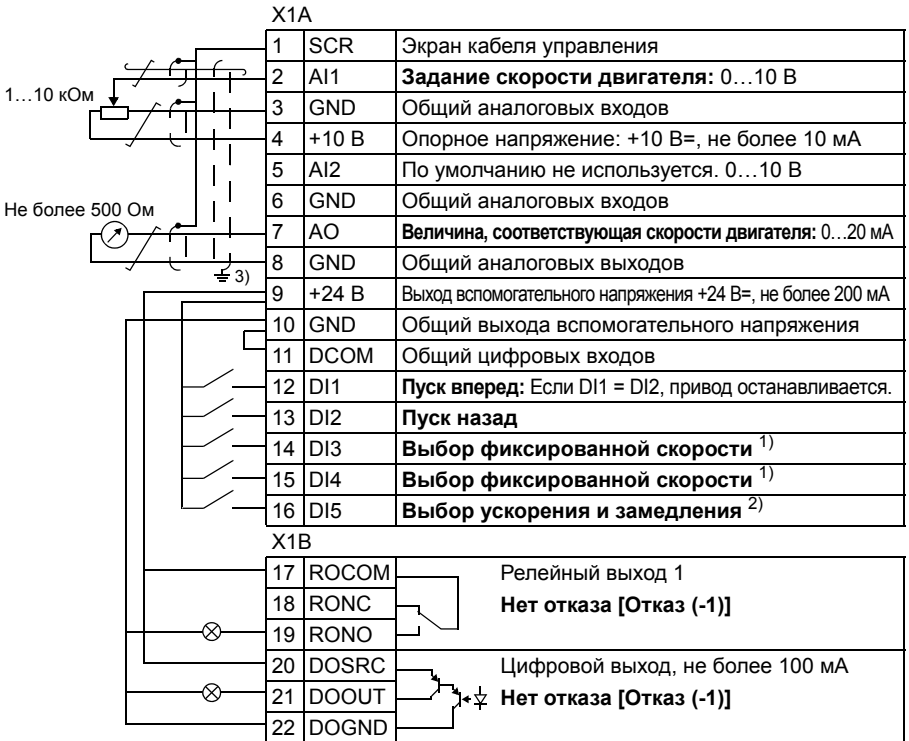 X1A
1 SCR Экран кабеля управления
2 AI1 Задание скорости двигателя: 0…10 В
1…10 кОм
3 GND Общий аналоговых входов
4 +10 В Опорное напряжение: +10 В=, не более 10 мА
5 AI2 По умолчанию не используется. 0…10 В
6 GND Общий аналоговых входов
Не более 500 Ом
7 AO Величина, соответствующая скорости двигателя: 0…20 мА
8 GND Общий аналоговых выходов
3)
9 +24 В Выход вспомогательного напряжения +24 В=, не более 200 мА
10 GND Общий выхода вспомогательного напряжения
11 DCOM Общий цифровых входов
12 DI1 Пуск вперед: Если DI1 = DI2, привод останавливается.
13 DI2 Пуск назад
14 DI3 Выбор фиксированной скорости 1)
15 DI4 Выбор фиксированной скорости 1)
16 DI5 Выбор ускорения и замедления 2)
X1B
17 ROCOM Релейный выход 1
18 RONC Нет отказа [Отказ (-1)]
19 RONO
20 DOSRC Цифровой выход, не более 100 мА
21 DOOUT Нет отказа [Отказ (-1)]
22 DOGND